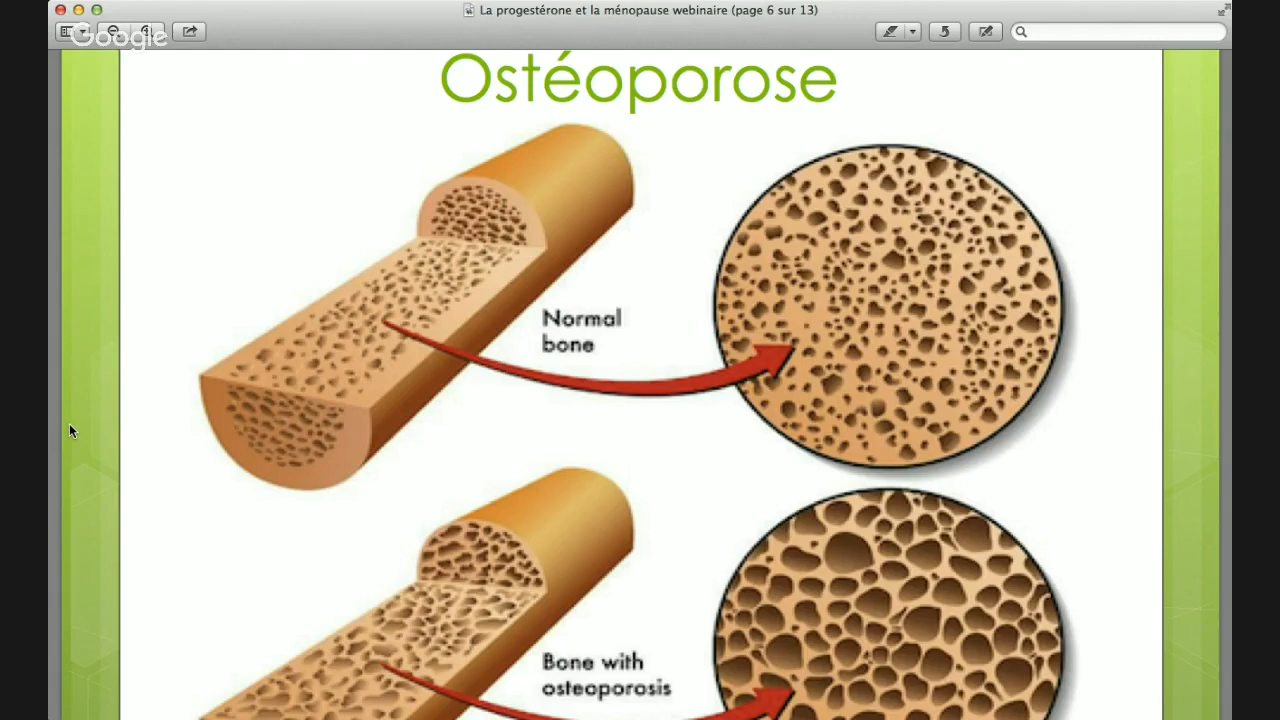 La progestérone et la ménopause webinaire (page 6 sur 13)
Google
Ostéoporose
Normal
bone
Bone with
osteoporosis